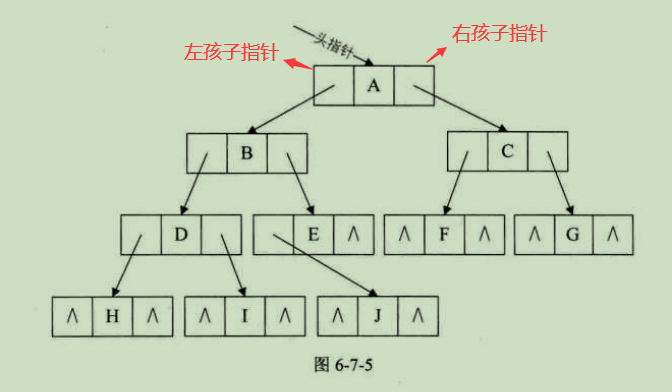 头指针
左孩子指针
右孩子指针
A
B
C
D
E ∧
∧ F ∧
∧ G ∧
∧ H ∧
∧ I ∧
∧ J ∧
图 6-7-5